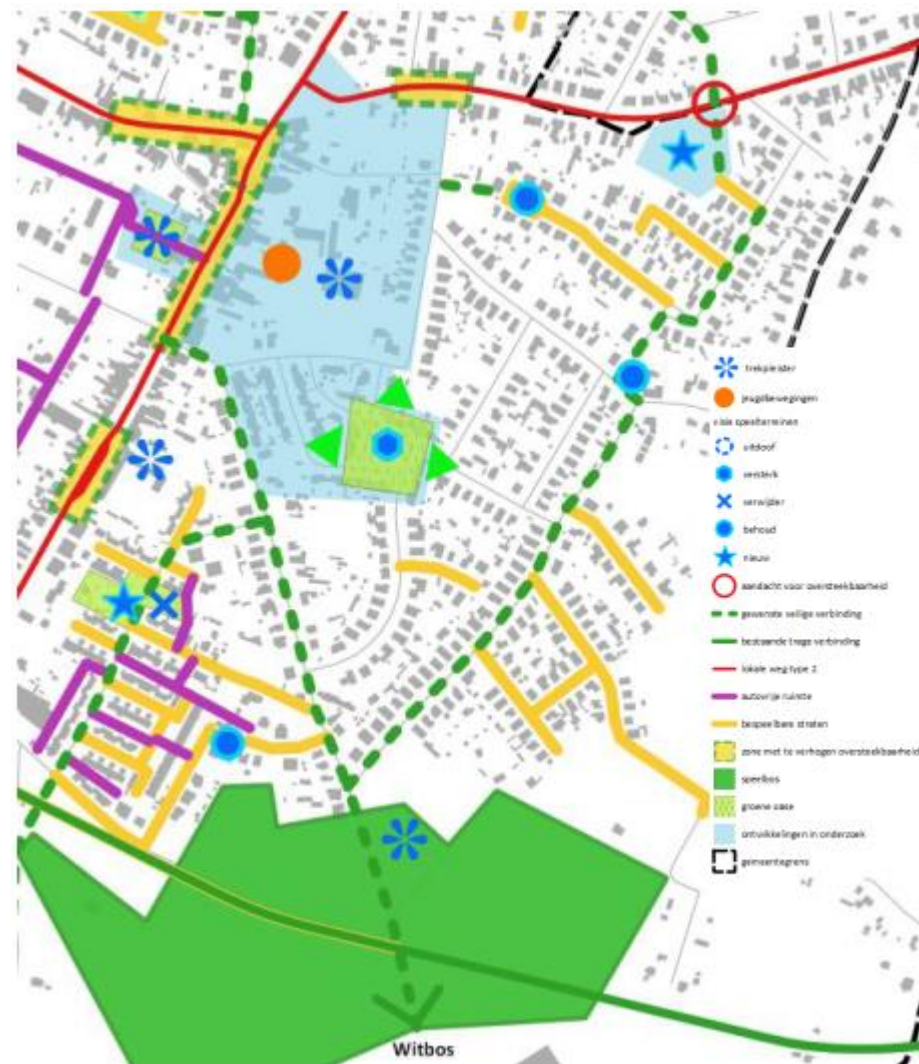 trekpleister
jeugdbewegingen
visie speelterreinen
uitdoof
versterk
verwijder
behoud
nieuw
aandacht voor oversteekbaarheid
gewenste veilige verbinding
bestaande trage verbinding
lokale weg type 2
autovrije ruimte
bespeelbare straten
zone met te verhogen oversteekbaarheid
speelbos
groene oase
ontwikkelingen in onderzoek
gemeentegrens
Witbos